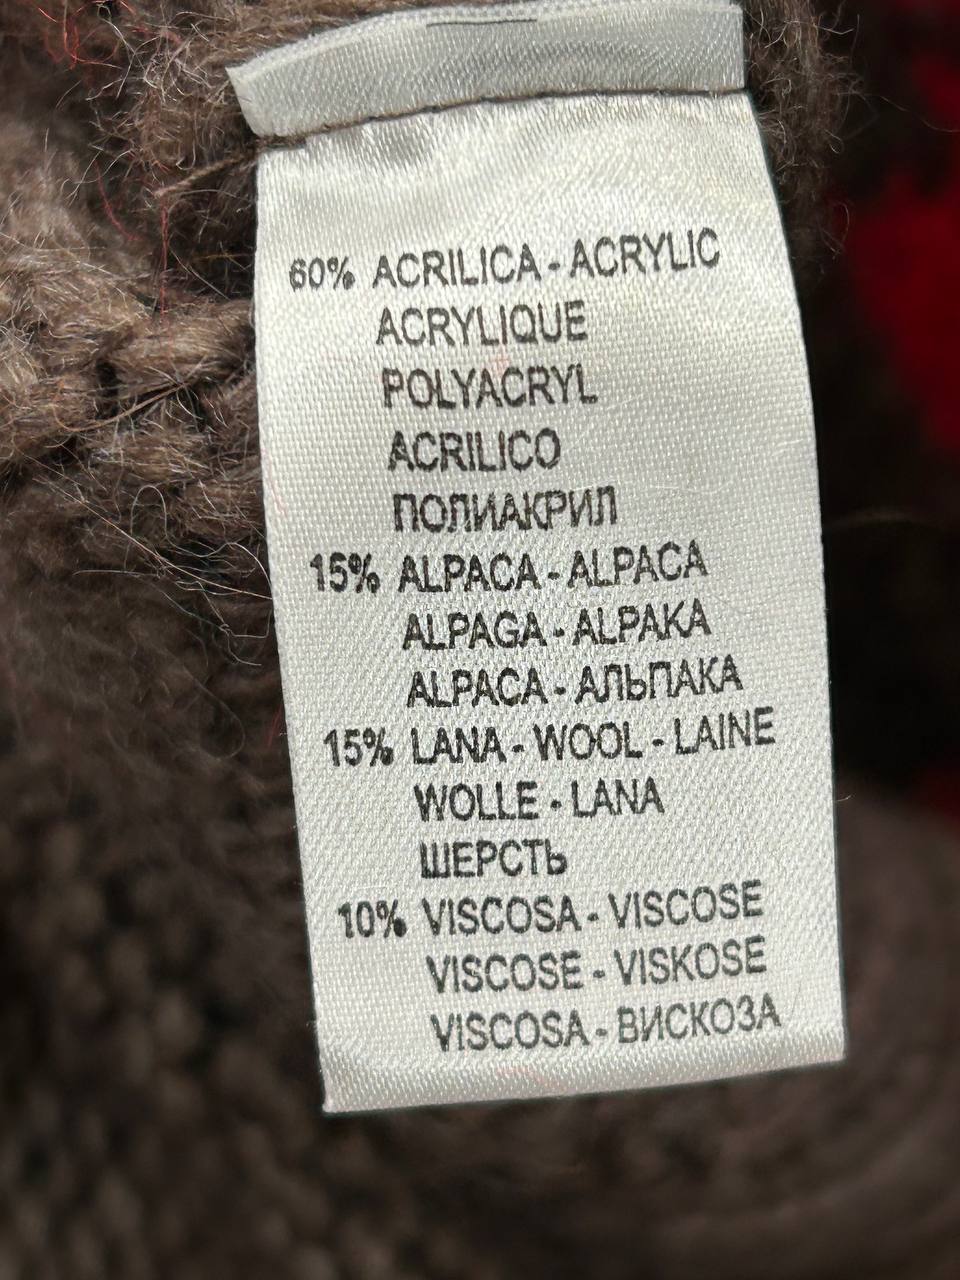 60% ACRILICA - ACRYLIC
ACRYLIQUE
POLYACRYL
ACRILICO
ПОЛИАКРИЛ
15% ALPACA - ALPACA
ALPAGA - ALPAKA
ALPACA - АЛЬПАКА
15% LANA - WOOL - LAINE
WOLLE - LANA
ШЕРСТЬ
10% VISCOSA - VISCOSE
VISCOSE - VISKOSE
VISCOSA - ВИСКОЗА